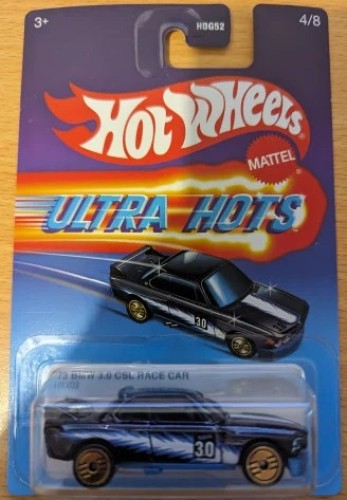 3+
HDG52
4/8
Hot Wheels
MATTEL
ULTRA HOTS
30
'73 BMW 3.0 CSL RACE CAR
30